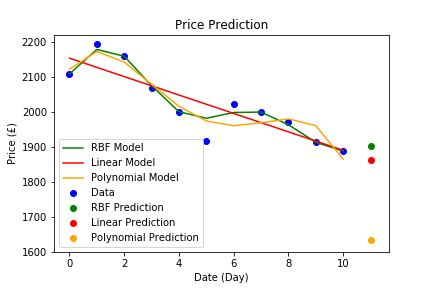 Price Prediction
2200
2100
2000
1900
1800
1700
1600
Price (£)
RBF Model
Linear Model
Polynomial Model
Data
RBF Prediction
Linear Prediction
Polynomial Prediction
0
2
4
6
8
10
Date (Day)